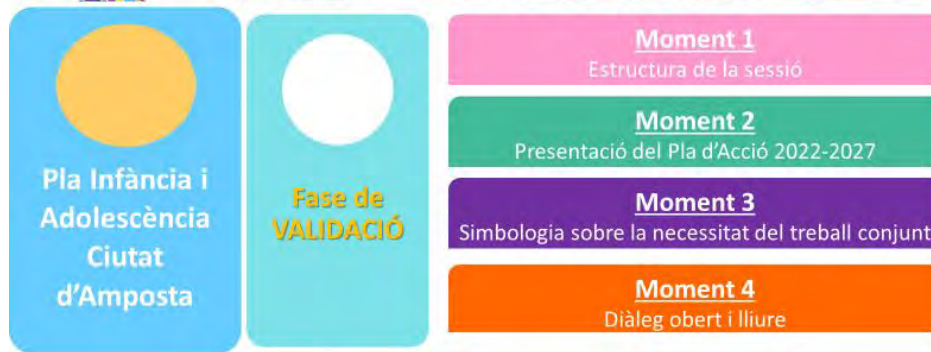 Pla Infància i
Adolescència
Ciutat
d'Amposta
Fase de
VALIDACIÓ
Moment 1
Estructura de la sessió
Moment 2
Presentació del Pla d'Acció 2022-2027
Moment 3
Simbologia sobre la necessitat del treball conjunt
Moment 4
Diàleg obert i lliure